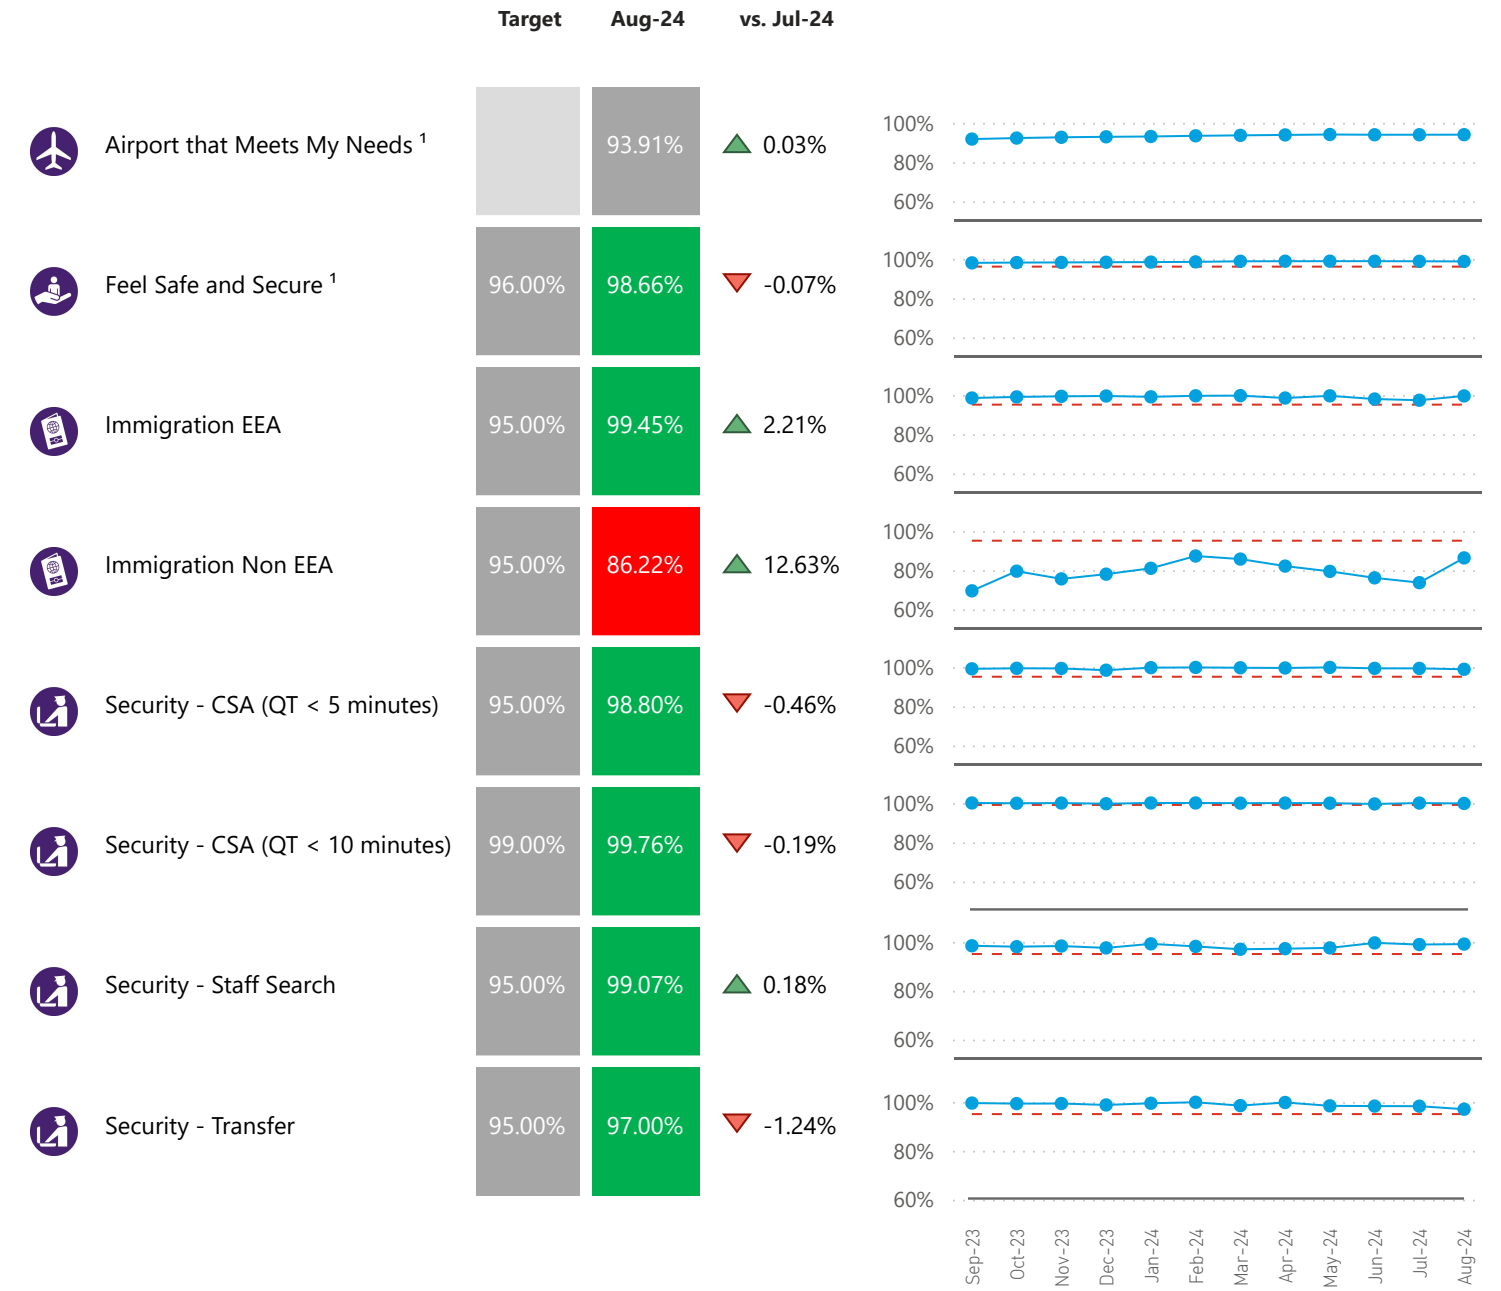 Target Aug-24 vs. Jul-24
Airport that Meets My Needs ¹ 93.91% 0.03%
100%
80%
60%
Feel Safe and Secure ¹ 96.00% 98.66% -0.07%
100%
80%
60%
Immigration EEA 95.00% 99.45% 2.21%
100%
80%
60%
Immigration Non EEA 95.00% 86.22% 12.63%
100%
80%
60%
Security - CSA (QT < 5 minutes) 95.00% 98.80% -0.46%
100%
80%
60%
Security - CSA (QT < 10 minutes) 99.00% 99.76% -0.19%
100%
80%
60%
Security - Staff Search 95.00% 99.07% 0.18%
100%
80%
60%
Security - Transfer 95.00% 97.00% -1.24%
100%
80%
60%
Sep-23 Oct-23 Nov-23 Dec-23 Jan-24 Feb-24 Mar-24 Apr-24 May-24 Jun-24 Jul-24 Aug-24